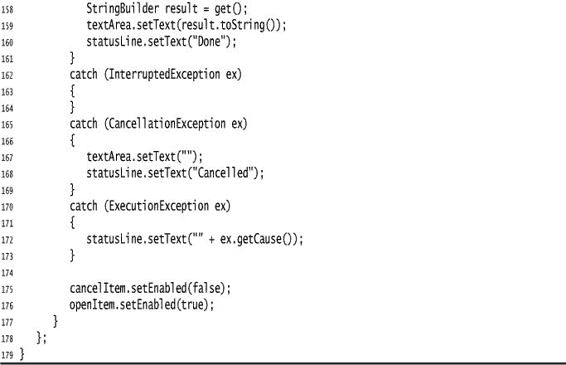 158 StringBuilder result = get();
159 textArea.setText(result.toString());
160 statusLine.setText("Done");
161 }
162 catch (InterruptedException ex)
163 {
164 }
165 catch (CancellationException ex)
166 {
167 textArea.setText("");
168 statusLine.setText("Cancelled");
169 }
170 catch (ExecutionException ex)
171 {
172 statusLine.setText("" + ex.getCause());
173 }
174
175 cancelItem.setEnabled(false);
176 openItem.setEnabled(true);
177 }
178 };
179 }